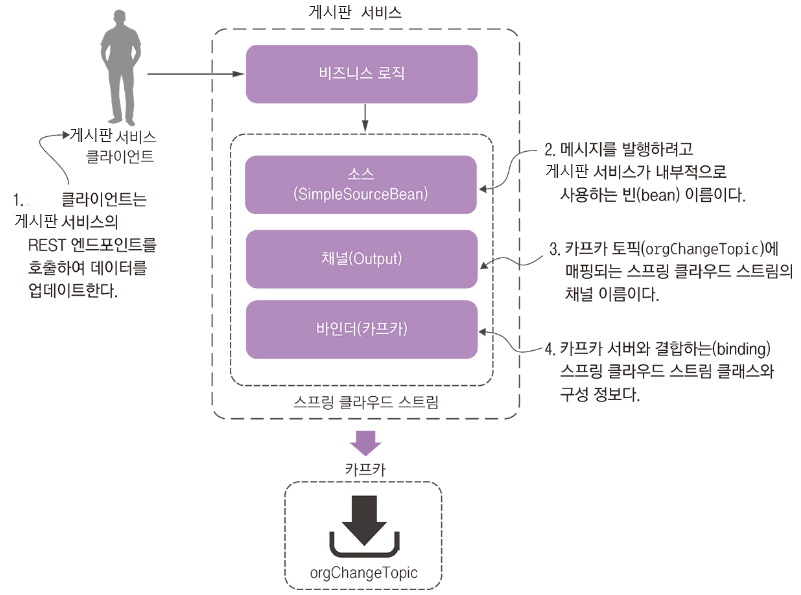 게시판 서비스
비즈니스 로직
게시판 서비스
클라이언트
1. 클라이언트는
게시판 서비스의
REST 엔드포인트를
호출하여 데이터를
업데이트한다.
소스
(SimpleSourceBean)
2. 메시지를 발행하려고
게시판 서비스가 내부적으로
사용하는 빈(bean) 이름이다.
채널(Output)
3. 카프카 토픽(orgChangeTopic)에
매핑되는 스프링 클라우드 스트림의
채널 이름이다.
바인더(카프카)
4. 카프카 서버와 결합하는(binding)
스프링 클라우드 스트림 클래스와
구성 정보다.
스프링 클라우드 스트림
카프카
orgChangeTopic